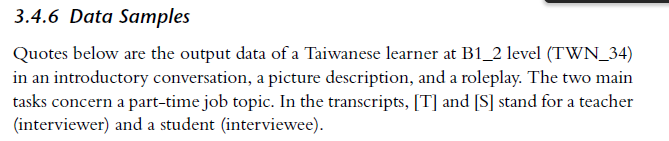 3.4.6 Data Samples
Quotes below are the output data of a Taiwanese learner at B1_2 level (TWN_34)
in an introductory conversation, a picture description, and a roleplay. The two main
tasks concern a part-time job topic. In the transcripts, [T] and [S] stand for a teacher
(interviewer) and a student (interviewee).